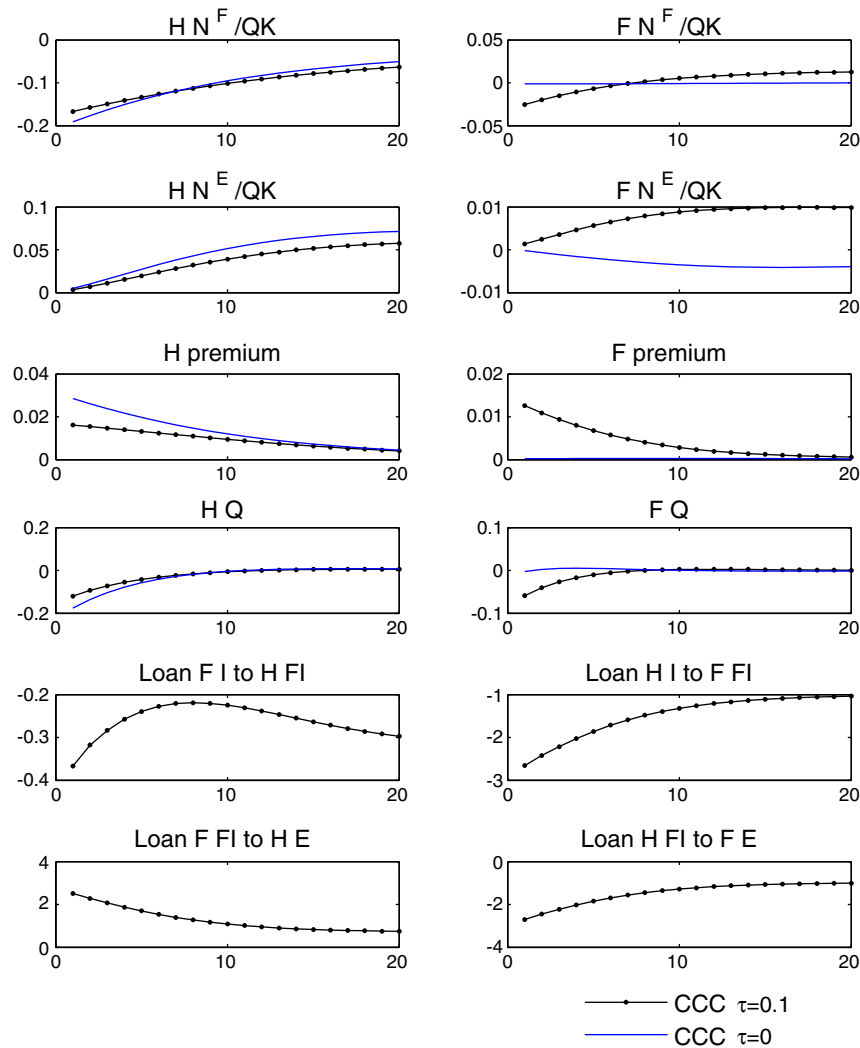 H N^F /QK
0
-0.1
-0.2
0 10 20
F N^F /QK
0.05
0
-0.05
0 10 20
H N^E /QK
0.1
0.05
0
0 10 20
F N^E /QK
0.01
0
-0.01
0 10 20
H premium
0.04
0.02
0
0 10 20
F premium
0.02
0.01
0
0 10 20
H Q
0.2
0
-0.2
0 10 20
F Q
0.1
0
-0.1
0 10 20
Loan F I to H FI
-0.2
-0.3
-0.4
0 10 20
Loan H I to F FI
-1
-2
-3
0 10 20
Loan F FI to H E
4
2
0
0 10 20
Loan H FI to F E
0
-2
-4
0 10 20
CCC τ=0.1
CCC τ=0